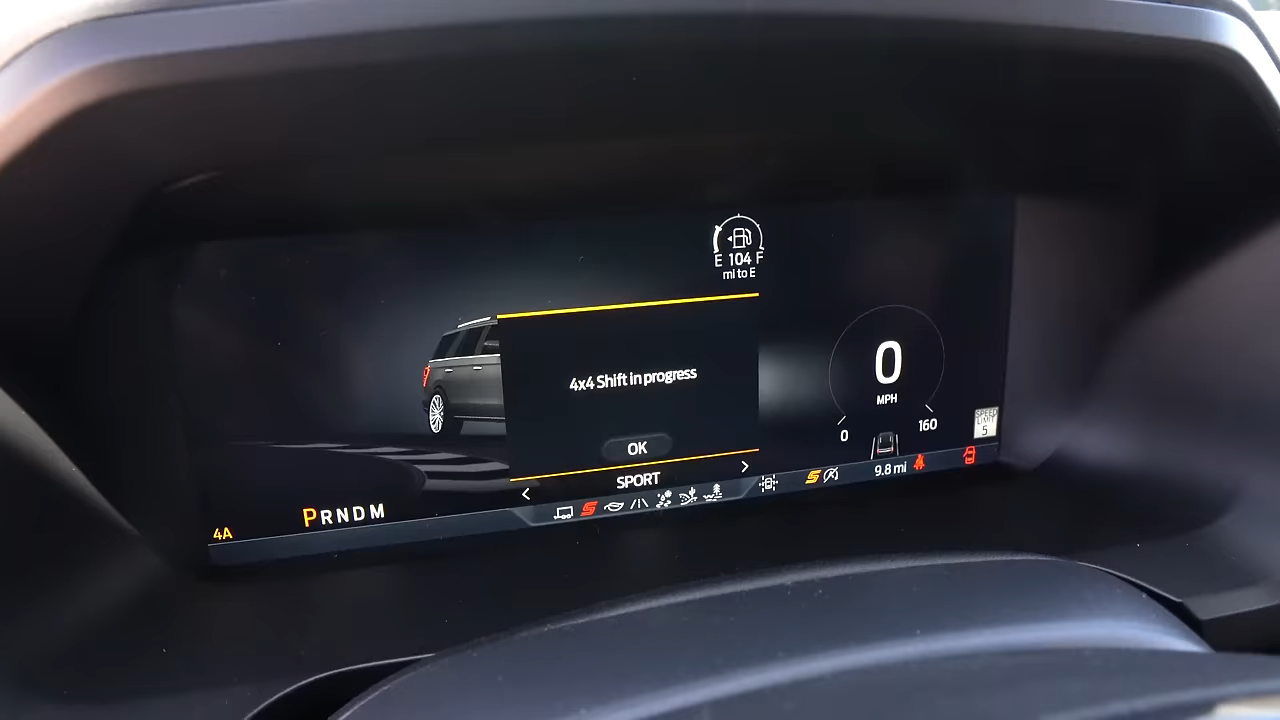 E 104 F
mi to E
4x4 Shift in progress
OK
SPORT
0
MPH
0
160
SPEED
LIMIT
5
9.8 mi
PRNDM
4A